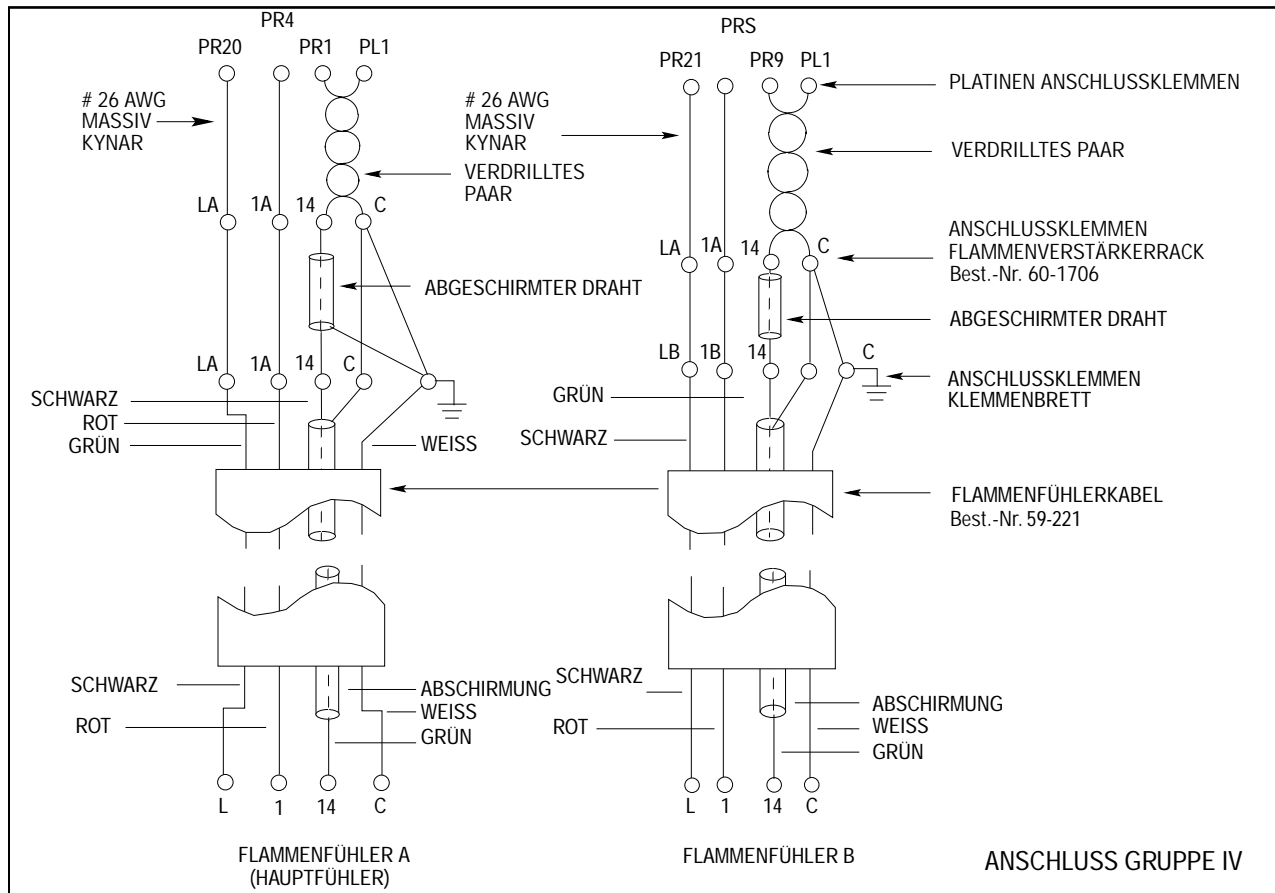 PR4
PR20 PR1 PL1
# 26 AWG
MASSIV
KYNAR
VERDRILLTES
PAAR
LA 1A 14 C
ABGESCHIRMTER DRAHT
LA 1A 14 C
SCHWARZ
ROT
GRÜN
WEISS
SCHWARZ
ROT
ABSCHIRMUNG
WEISS
GRÜN
L 1 14 C
FLAMMENFÜHLER A
(HAUPTFÜHLER)
PRS
PR21 PR9 PL1
# 26 AWG
MASSIV
KYNAR
PLATINEN ANSCHLUSSKLEMMEN
VERDRILLTES PAAR
LA 1A 14 C
ANSCHLUSSKLEMMEN
FLAMMENVERSTÄRKERRACK
Best.-Nr. 60-1706
ABGESCHIRMTER DRAHT
LB 1B 14 C
ANSCHLUSSKLEMMEN
KLEMMENBRETT
GRÜN
SCHWARZ
FLAMMENFÜHLERKABEL
Best.-Nr. 59-221
SCHWARZ
ROT
ABSCHIRMUNG
WEISS
GRÜN
L 1 14 C
FLAMMENFÜHLER B
ANSCHLUSS GRUPPE IV